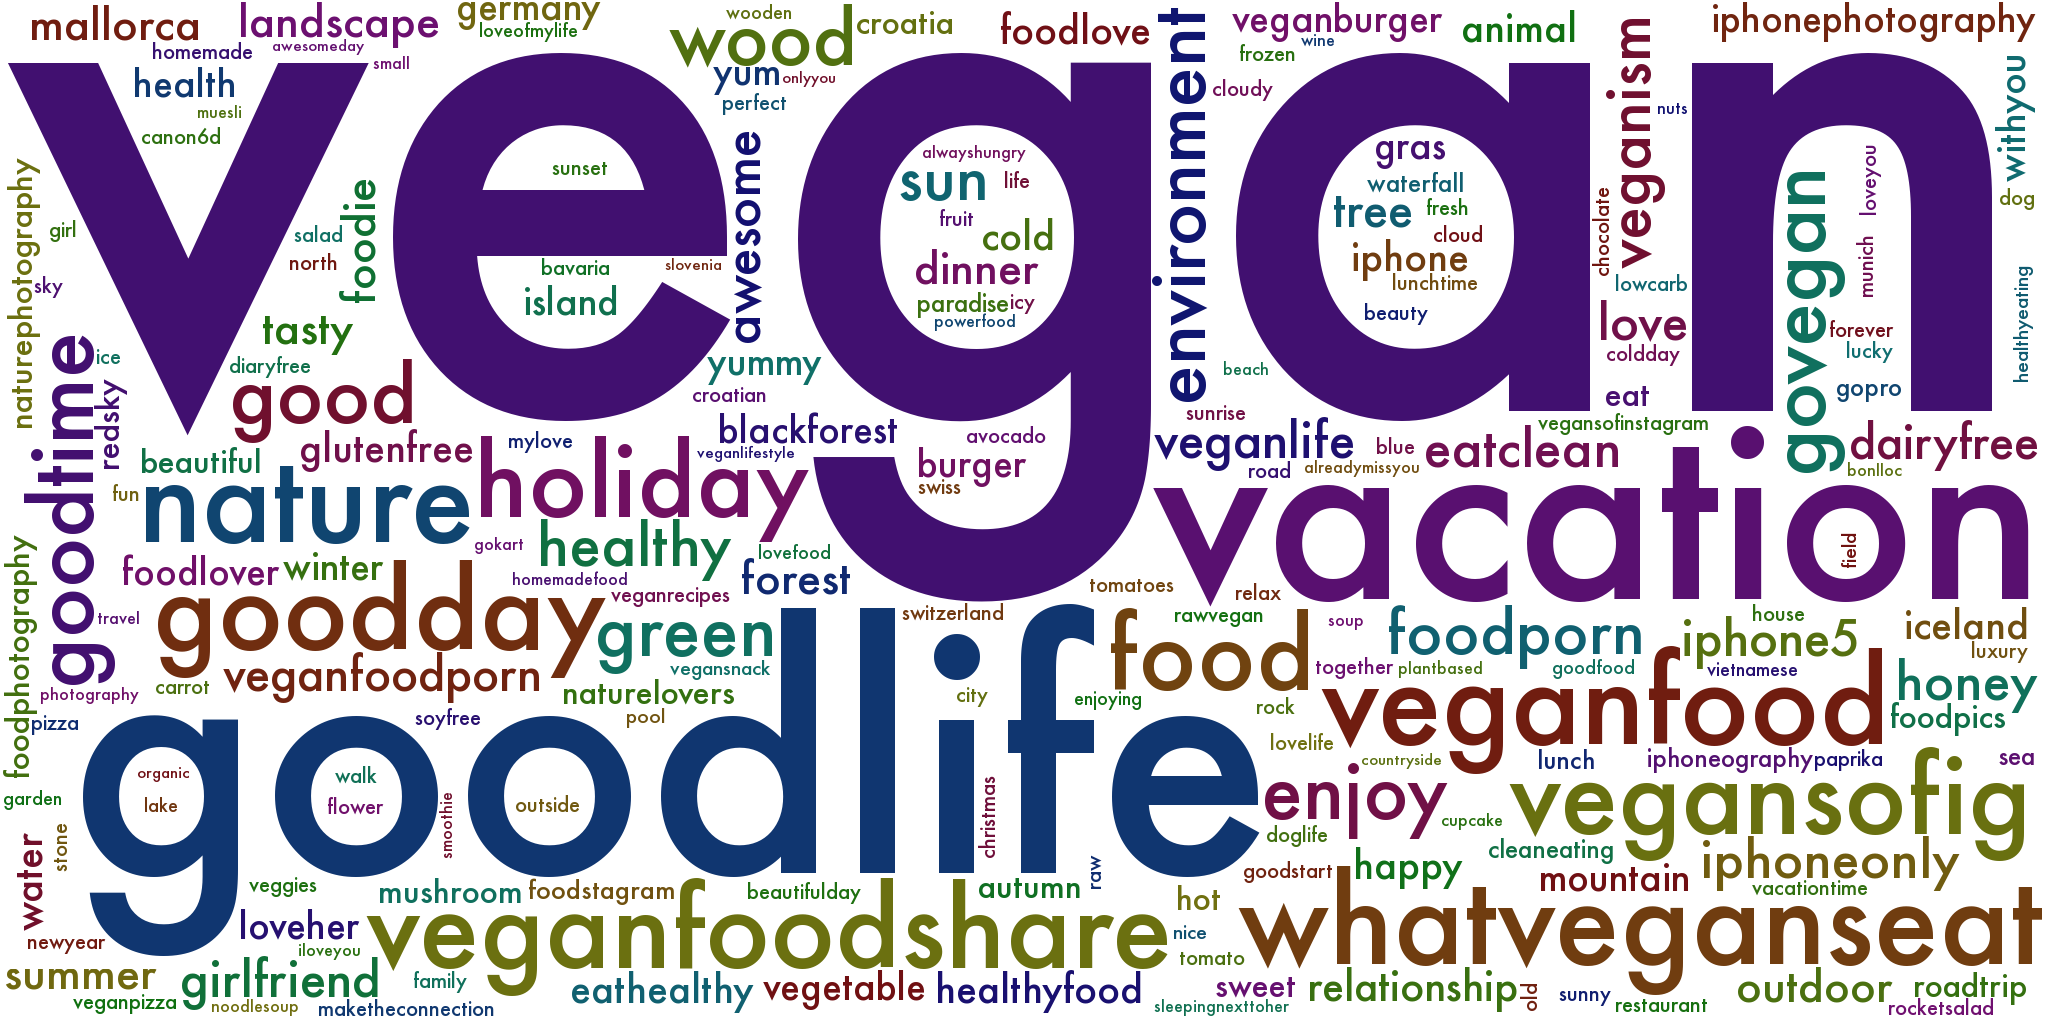 mallorca
landscape
germany
loveofmylife
wooden
wood
croatia
foodlove
environment
veganburger
wine
animal
veganism
iphonephotography
homemade
awesomeday
small
health
muesli
canon6d
yum
onlyyou
perfect
frozen
cloudy
nuts
withyou
vegan
naturephotography
girl
sky
salad
north
foodie
sunset
bavaria
island
slovenia
awesome
alwayshungry
sun
life
fruit
cold
dinner
paradise
icy
powerfood
gras
waterfall
tree
fresh
cloud
iphone
lunchtime
beauty
chocolate
lowcarb
love
coldday
eat
govegan
loveyou
munich
forever
lucky
gopro
dog
healthyeating
tasty
diaryfree
ice
redsky
goodtime
good
yummy
croatian
beach
sunrise
vegansofinstagram
glutenfree
mylove
blackforest
veganlifestyle
avocado
burger
swiss
veganlife
road
blue
alreadymissyou
eatclean
dairyfree
bonlloc
beautiful
fun
nature
holiday
gokart
healthy
lovefood
vacation
field
foodphotography
foodlover
winter
homemadefood
veganrecipes
forest
tomatoes
relax
rawvegan
switzerland
travel
goodday
green
vegansnack
food
soup
foodporn
house
iphone5
iceland
luxury
together
plantbased
goodfood
vietnamese
photography
carrot
veganfoodporn
naturelovers
city
enjoying
rock
veganfood
honey
foodpics
pizza
soyfree
pool
lovelife
countryside
lunch
iphoneography
paprika
sea
goodlife
organic
lake
walk
flower
smoothie
outside
christmas
raw
garden
stone
water
enjoy
doglife
cupcake
vegansofig
cleaneating
iphoneonly
goodstart
happy
mountain
vacationtime
veggies
mushroom
foodstagram
beautifulday
autumn
hot
nice
tomato
whatveganseat
newyear
loveher
iloveyou
veganfoodshare
summer
girlfriend
family
eathealthy
vegetable
healthyfood
sweet
relationship
old
sunny
outdoor
roadtrip
veganpizza
noodlesoup
maketheconnection
sleepingnexttoher
restaurant
rocketsalad